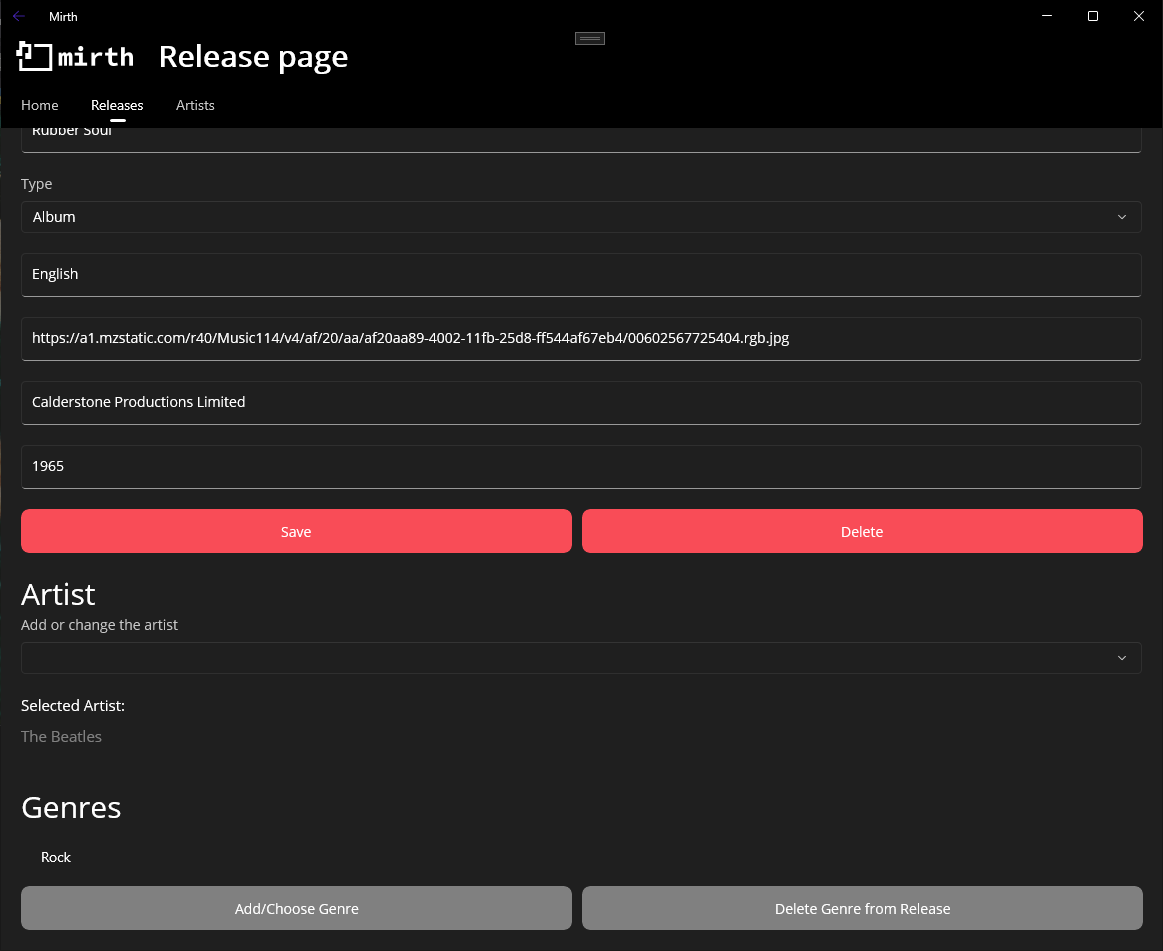 Mirth
mirth Release page
Home Releases Artists
Rubber Soul
Type
Album
English
https://a1.mzstatic.com/r40/Music114/v4/af/20/aa/af20aa89-4002-11fb-25d8-ff544af67eb4/00602567725404.rgb.jpg
Calderstone Productions Limited
1965
Save Delete
Artist
Add or change the artist
Selected Artist:
The Beatles
Genres
Rock
Add/Choose Genre Delete Genre from Release